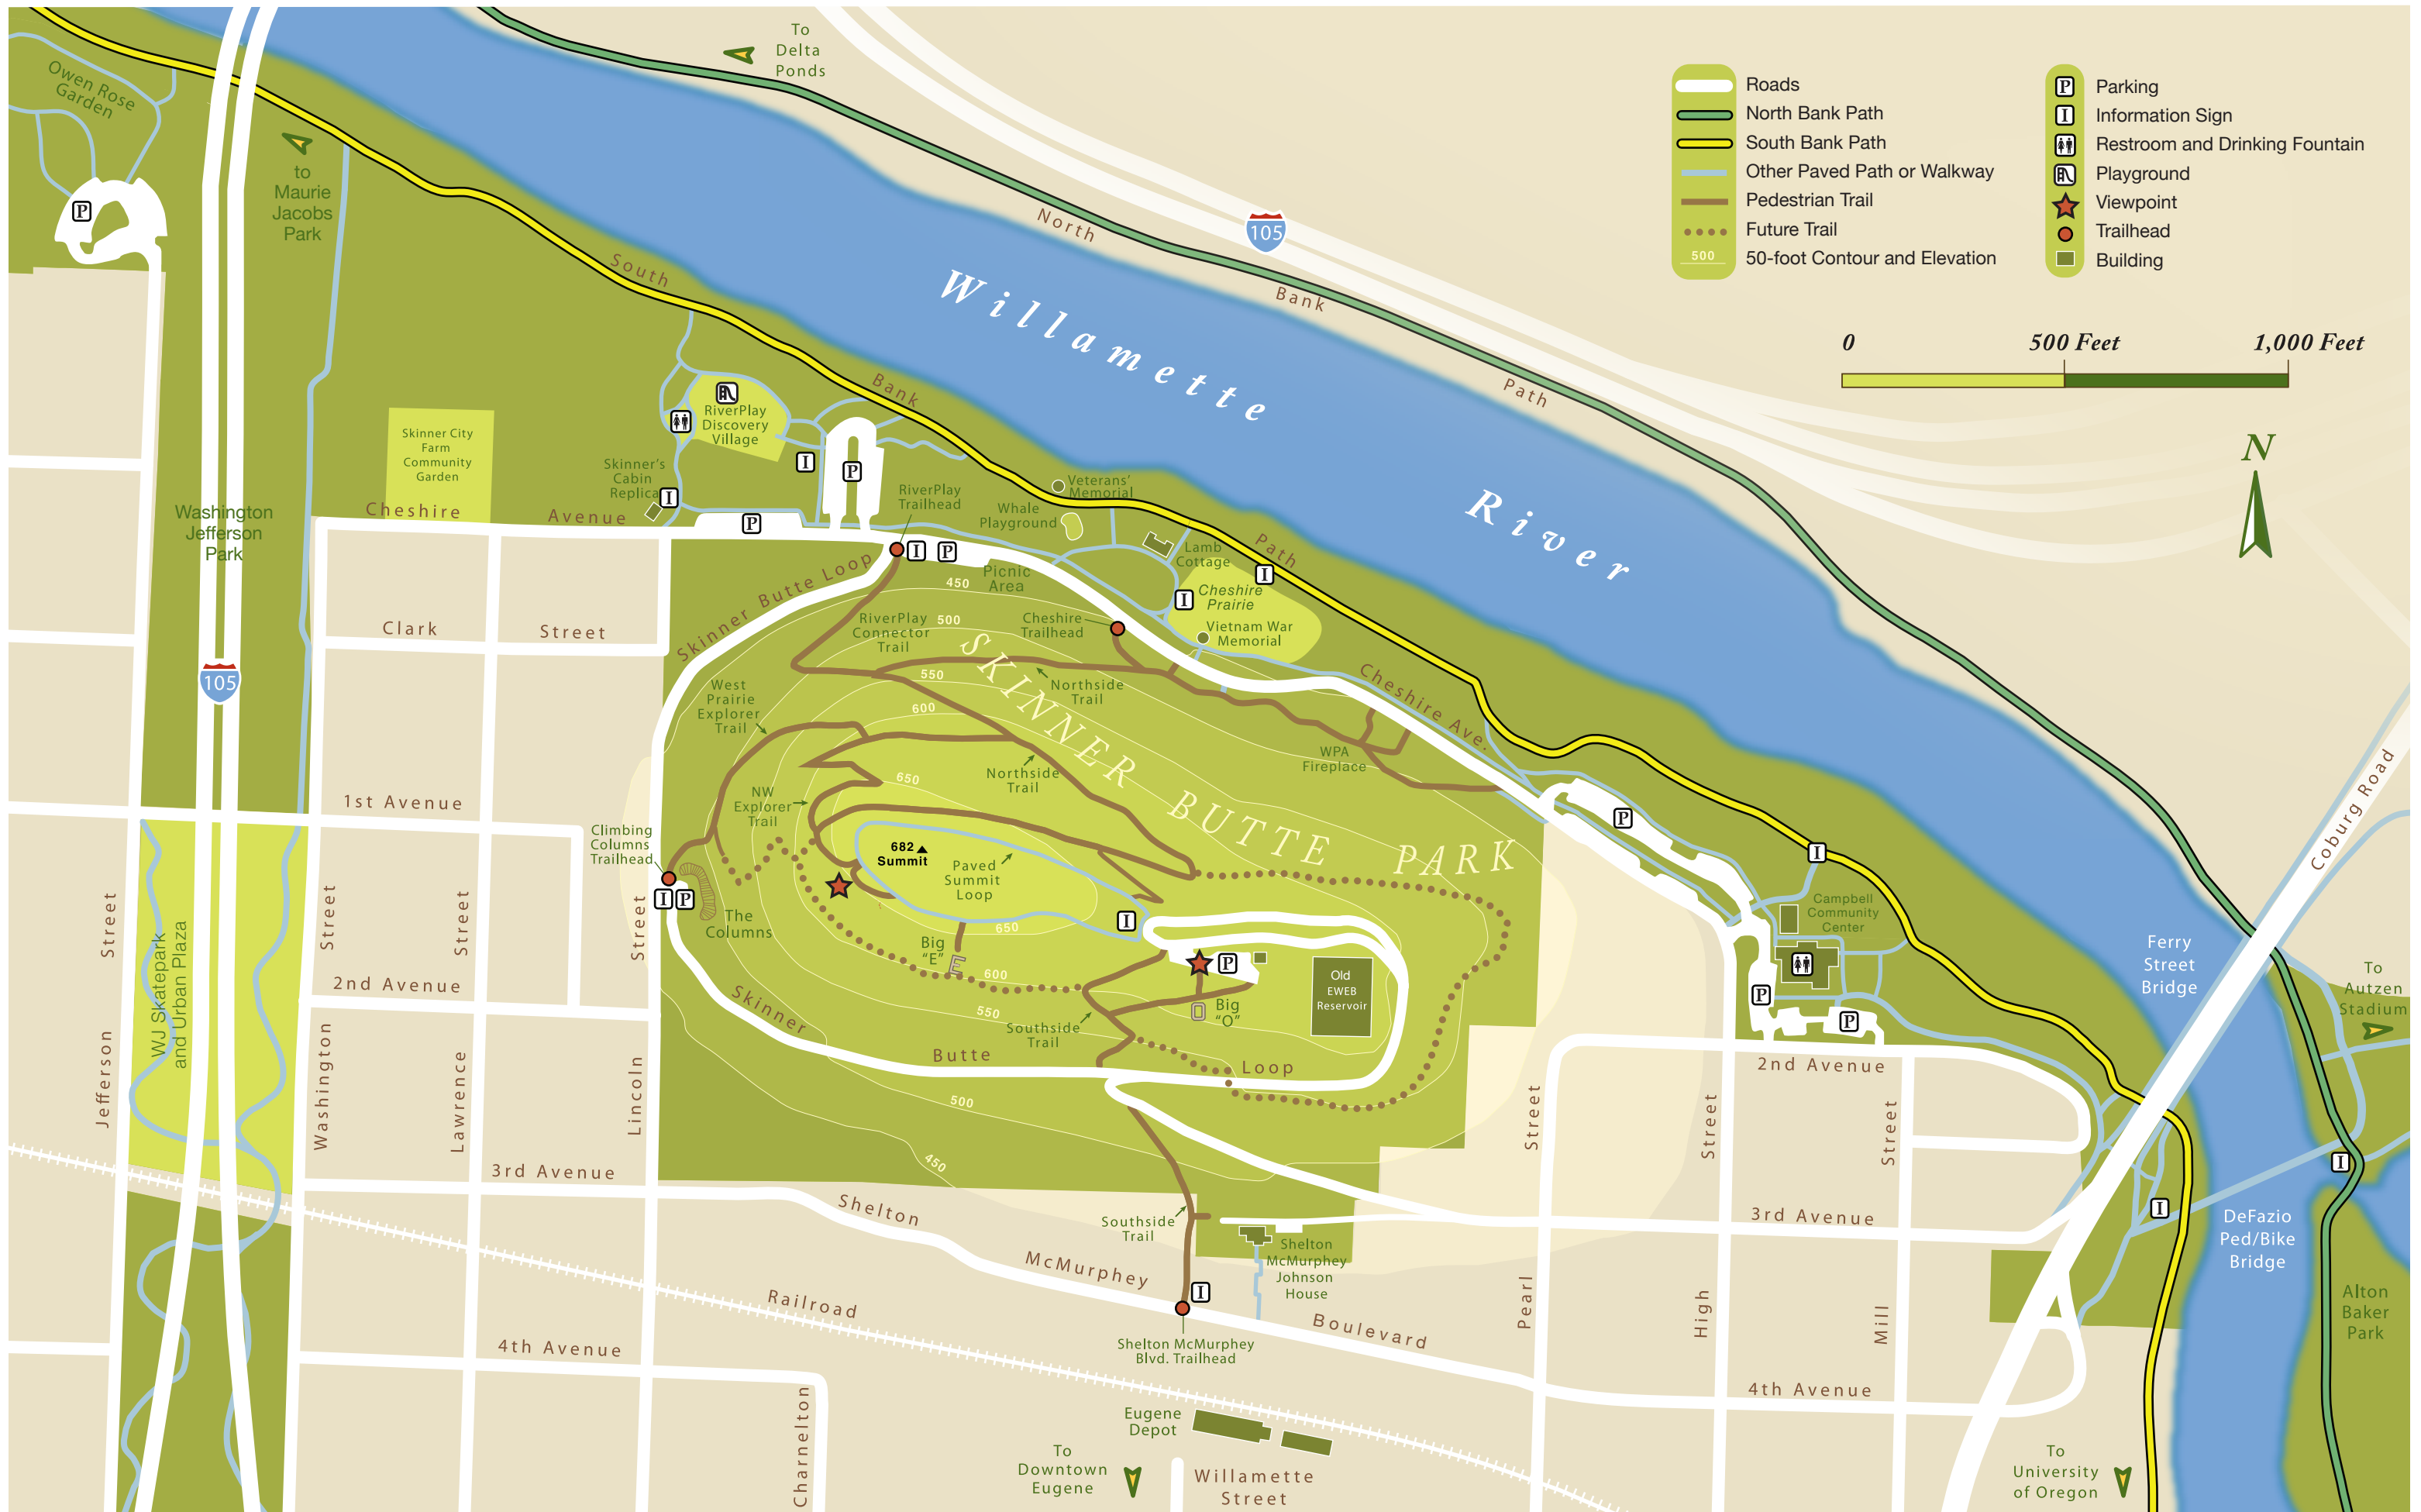 Owen Rose
Garden
To
Delta
Ponds
to
Maurie
Jacobs
Park
P
South
Bank
Path
North
Bank
Path
105
Willamette
River
Roads
North Bank Path
South Bank Path
Other Paved Path or Walkway
Pedestrian Trail
Future Trail
500
50-foot Contour and Elevation
P
Parking
I
Information Sign
Restroom and Drinking Fountain
Playground
Viewpoint
Trailhead
Building
0
500 Feet
1,000 Feet
N
Skinner City
Farm
Community
Garden
RiverPlay
Discovery
Village
Skinner's
Cabin
Replica
I
I
P
P
RiverPlay
Trailhead
I
P
Veterans'
Memorial
Whale
Playground
Lamb
Cottage
Picnic
Area
Cheshire
Prairie
I
I
Vietnam War
Memorial
Cheshire
Trailhead
Washington
Jefferson
Park
Cheshire
Avenue
Clark
Street
105
Skinner Butte Loop
450
500
550
600
650
RiverPlay
Connector
Trail
Northside
Trail
West
Prairie
Explorer
Trail
SKINNER BUTTE PARK
Cheshire Ave.
WPA
Fireplace
Northside
Trail
NW
Explorer
Trail
1st Avenue
Climbing
Columns
Trailhead
I
P
The
Columns
682
Summit
Paved
Summit
Loop
I
650
Big
"E"
E
600
550
500
450
P
O
Big
"O"
Old
EWEB
Reservoir
Southside
Trail
Skinner
Butte
Loop
P
I
Campbell
Community
Center
P
P
Coburg Road
Ferry
Street
Bridge
To
Autzen
Stadium
I
I
DeFazio
Ped/Bike
Bridge
Alton
Baker
Park
WJ Skatepark
and Urban Plaza
Street
Jefferson
Street
Washington
Street
Lawrence
Street
Lincoln
2nd Avenue
3rd Avenue
4th Avenue
Charnelton
Shelton
McMurphey
Boulevard
Railroad
Southside
Trail
I
Shelton
McMurphey
Johnson
House
Shelton McMurphey
Blvd. Trailhead
Eugene
Depot
To
Downtown
Eugene
Willamette
Street
Street
Pearl
Street
High
Street
Mill
2nd Avenue
3rd Avenue
4th Avenue
To
University
of Oregon